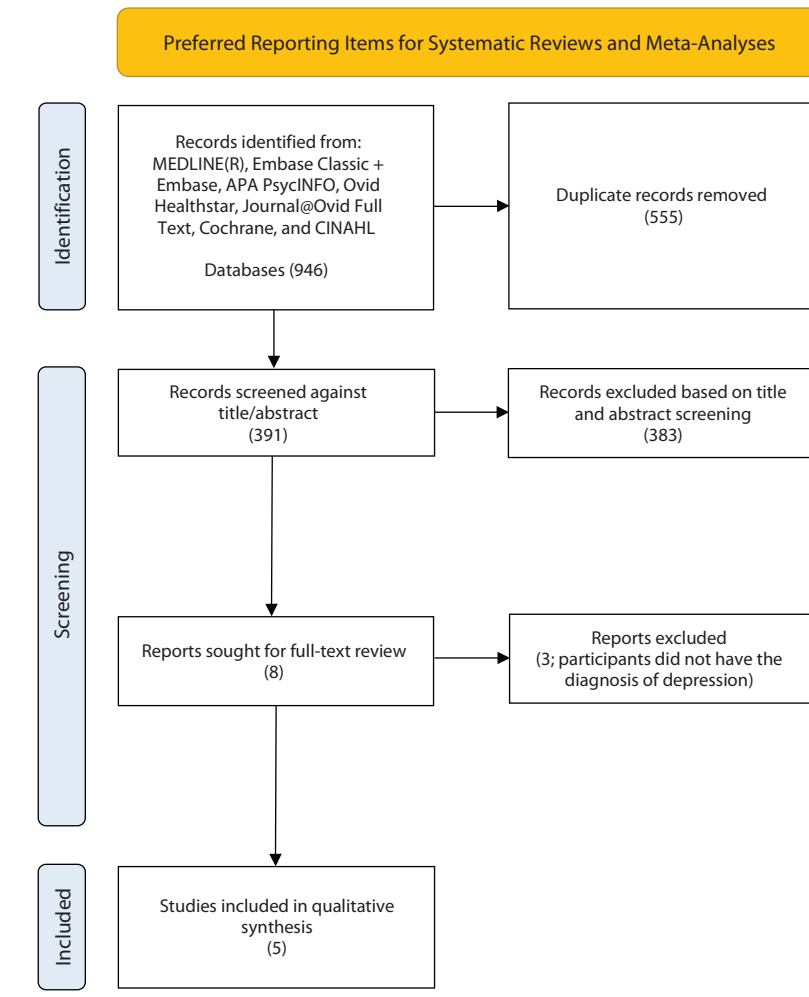 Preferred Reporting Items for Systematic Reviews and Meta-Analyses
Identification
Records identified from:
MEDLINE(R), Embase Classic +
Embase, APA PsycINFO, Ovid
Healthstar, Journal@Ovid Full
Text, Cochrane, and CINAHL
Databases (946)
Duplicate records removed
(555)
Screening
Records screened against
title/abstract
(391)
Records excluded based on title
and abstract screening
(383)
Reports sought for full-text review
(8)
Reports excluded
(3; participants did not have the
diagnosis of depression)
Included
Studies included in qualitative
synthesis
(5)